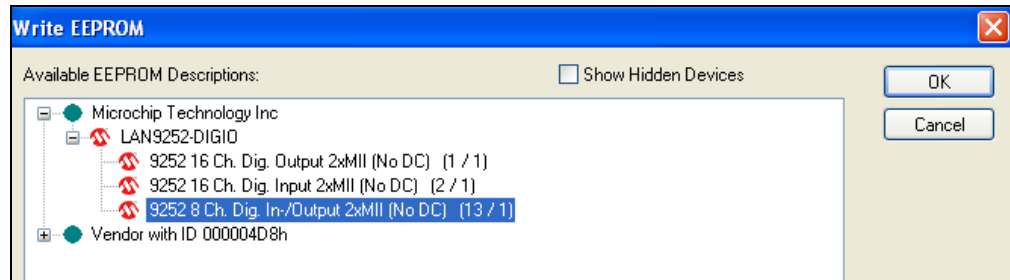 Write EEPROM
Available EEPROM Descriptions:
Show Hidden Devices
OK
Cancel
Microchip Technology Inc
LAN9252-DIGIO
9252 16 Ch. Dig. Output 2xMII (No DC) (1 / 1)
9252 16 Ch. Dig. Input 2xMII (No DC) (2 / 1)
9252 8 Ch. Dig. In-/Output 2xMII (No DC) (13 / 1)
Vendor with ID 000004D8h